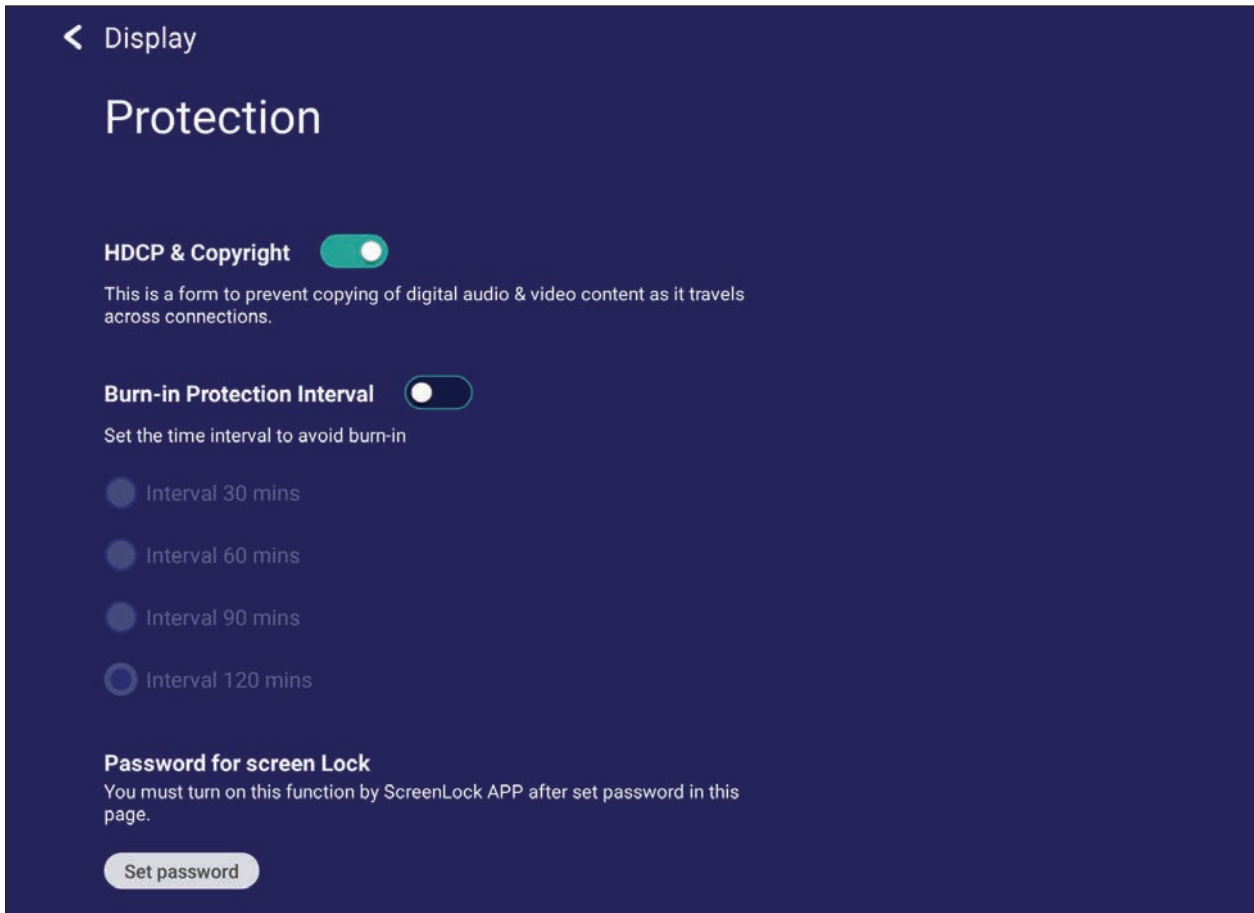 Display
Protection
HDCP & Copyright
This is a form to prevent copying of digital audio & video content as it travels
across connections.
Burn-in Protection Interval
Set the time interval to avoid burn-in
Interval 30 mins
Interval 60 mins
Interval 90 mins
Interval 120 mins
Password for screen Lock
You must turn on this function by ScreenLock APP after set password in this
page.
Set password